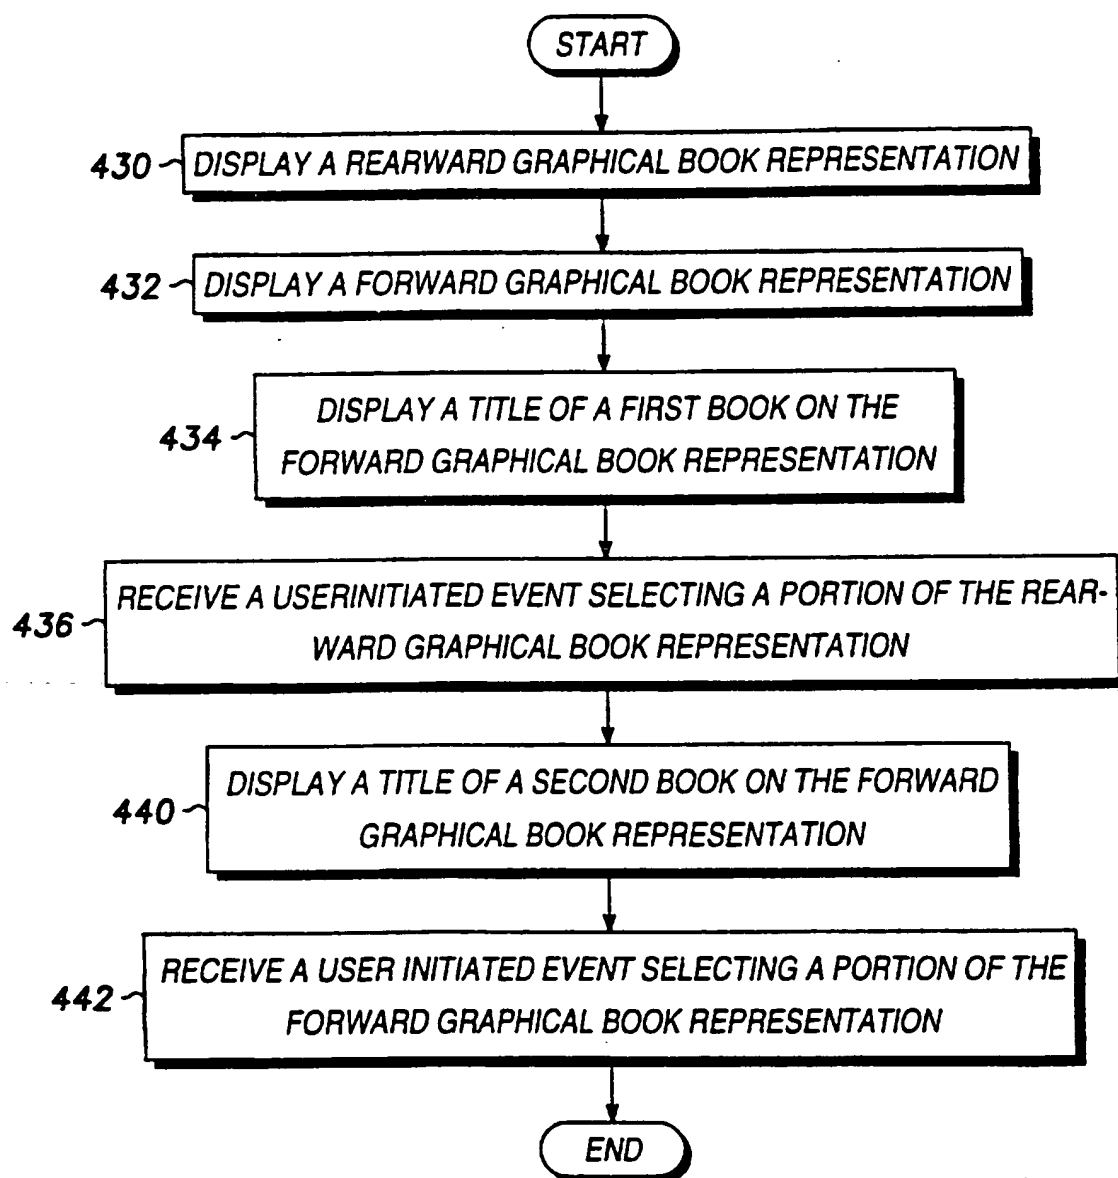 START
430 DISPLAY A REARWARD GRAPHICAL BOOK REPRESENTATION
432 DISPLAY A FORWARD GRAPHICAL BOOK REPRESENTATION
DISPLAY A TITLE OF A FIRST BOOK ON THE
434 FORWARD GRAPHICAL BOOK REPRESENTATION
RECEIVE A USERINITIATED EVENT SELECTING A PORTION OF THE REAR-
436 WARD GRAPHICAL BOOK REPRESENTATION
DISPLAY A TITLE OF A SECOND BOOK ON THE FORWARD
440 GRAPHICAL BOOK REPRESENTATION
RECEIVE A USER INITIATED EVENT SELECTING A PORTION OF THE
442 FORWARD GRAPHICAL BOOK REPRESENTATION
END